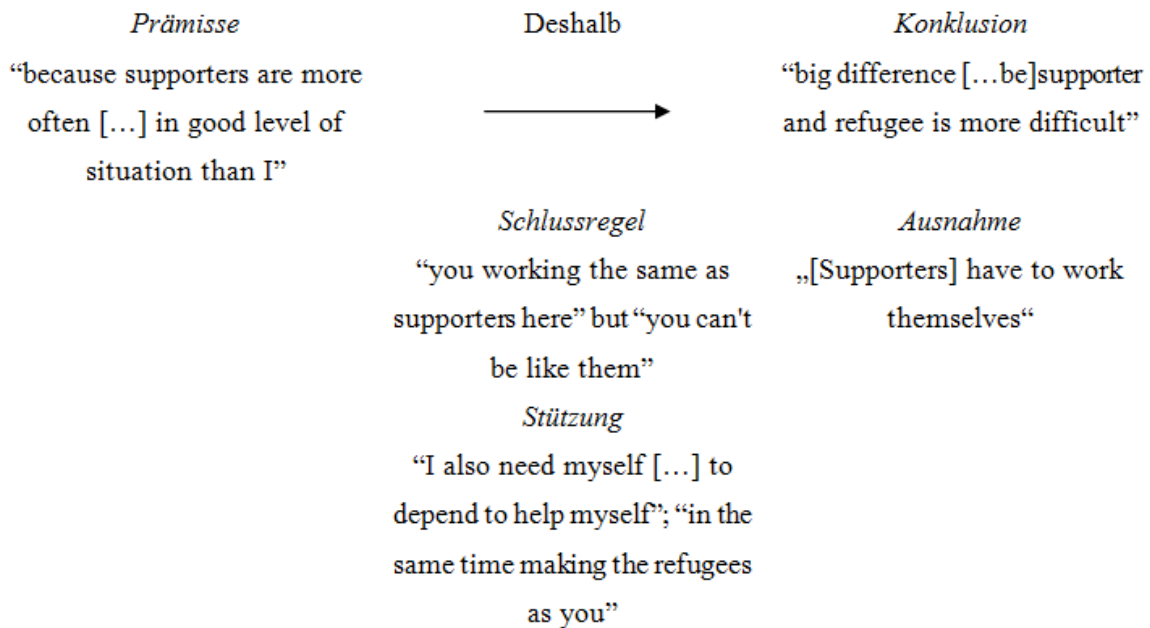 Prämisse
“because supporters are more
often […] in good level of
situation than I”
Deshalb
Konklusion
“big difference […be]supporter
and refugee is more difficult”
Schlussregel
“you working the same as
supporters here” but “you can't
be like them”
Ausnahme
„[Supporters] have to work
themselves“
Stützung
“I also need myself […] to
depend to help myself”; “in the
same time making the refugees
as you”